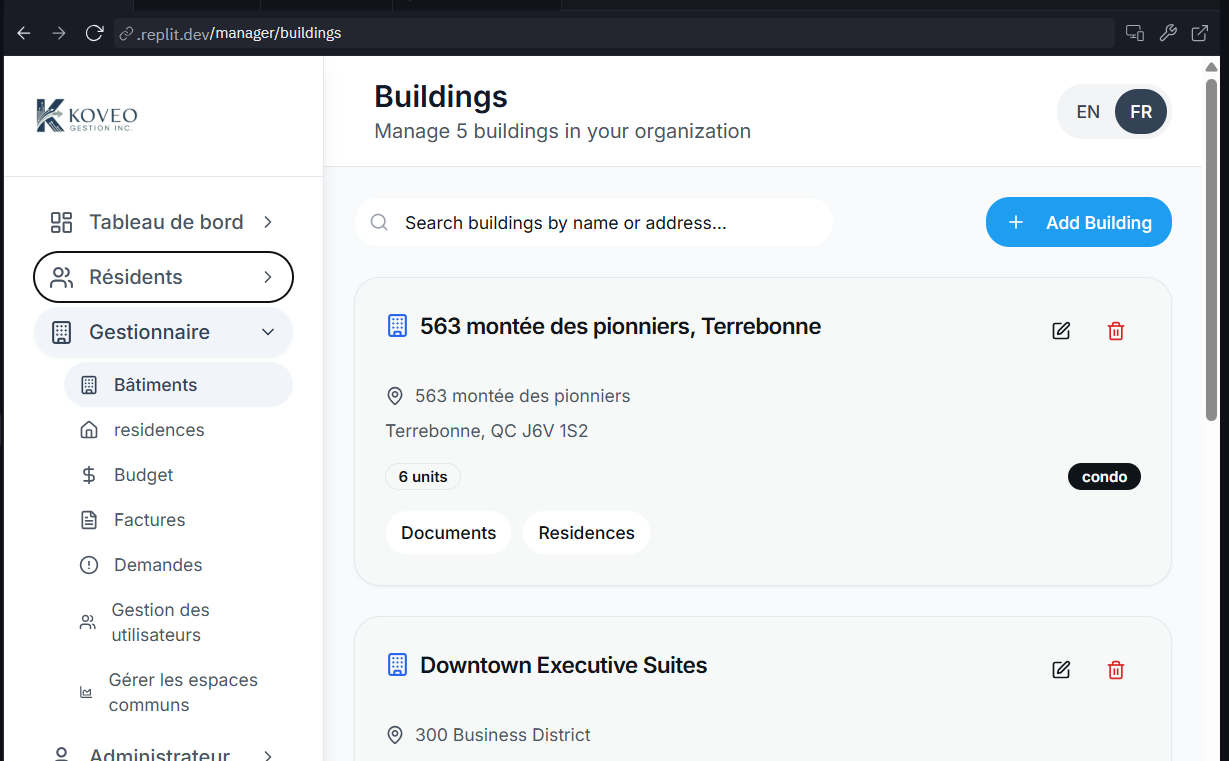 .replit.dev/manager/buildings
KOVEO
GESTION INC.
Buildings
Manage 5 buildings in your organization
EN FR
Tableau de bord
Résidents
Gestionnaire
Bâtiments
residences
Budget
Factures
Demandes
Gestion des
utilisateurs
Gérer les espaces
communs
Administrateur
Search buildings by name or address...
Add Building
563 montée des pionniers, Terrebonne
563 montée des pionniers
Terrebonne, QC J6V 1S2
6 units
condo
Documents Residences
Downtown Executive Suites
300 Business District